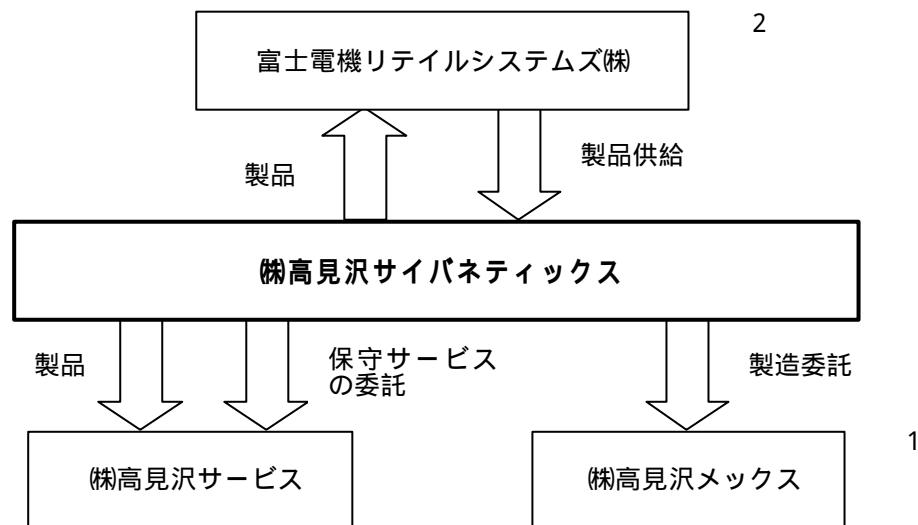 2
富士電機リテイルシステムズ㈱
製品
製品供給
㈱高見沢サイバネティックス
製品
保守サービス
の委託
製造委託
1
㈱高見沢サービス
㈱高見沢メックス